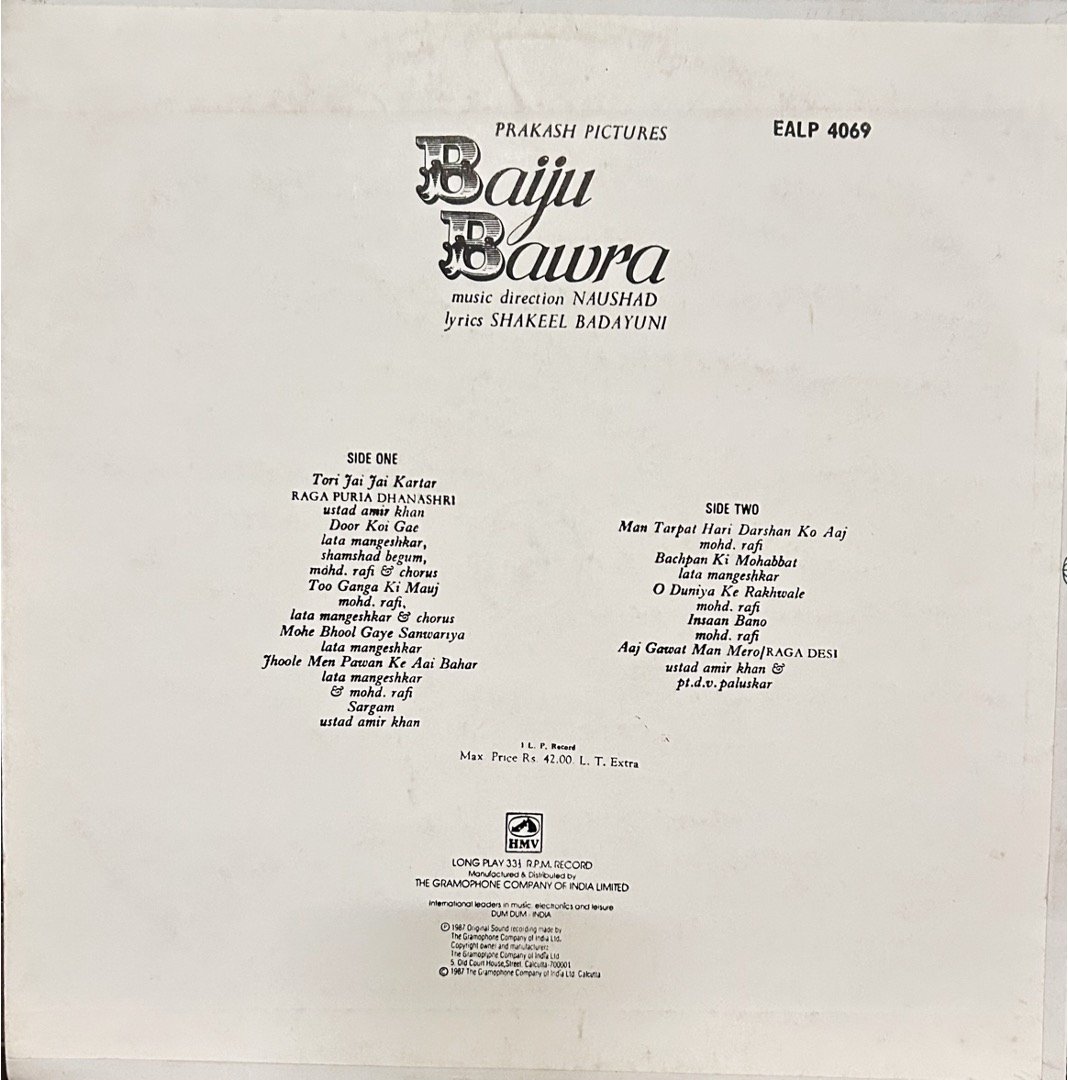 PRAKASH PICTURES
EALP 4069
Baiju
Bawra
music direction NAUSHAD
lyrics SHAKEEL BADAYUNI
SIDE ONE
Tori Jai Jai Kartar
RAGA PURIA DHANASHRI
ustad amir khan
Door Koi Gae
lata mangeshkar,
shamshad begum,
mohd. rafi & chorus
Too Ganga Ki Mauj
mohd. rafi,
lata mangeshkar & chorus
Mohe Bhool Gaye Sanwariya
lata mangeshkar
Jhoole Men Pawan Ke Aai Bahar
lata mangeshkar
& mohd. rafi
Sargam
ustad amir khan
SIDE TWO
Man Tarpat Hari Darshan Ko Aaj
mohd. rafi
Bachpan Ki Mohabbat
lata mangeshkar
O Duniya Ke Rakhwale
mohd. rafi
Insaan Bano
mohd. rafi
Aaj Gawat Man Mero/RAGA DESI
ustad amir khan &
pt.d.v.paluskar
1 L. P. Record
Max Price Rs. 42.00. L. T. Extra
HMV
LONG PLAY 33⅓ R.P.M. RECORD
Manufactured & Distributed by
THE GRAMOPHONE COMPANY OF INDIA LIMITED
International leaders in music, electronics and leisure
DUM DUM - INDIA
℗ 1987 Original Sound recording made by
The Gramophone Company of India Ltd.
Copyright owner and manufacturer:
The Gramophone Company of India Ltd
5, Old Court House, Street. Calcutta-700001
© 1987 The Gramophone Company of India Ltd. Calcutta